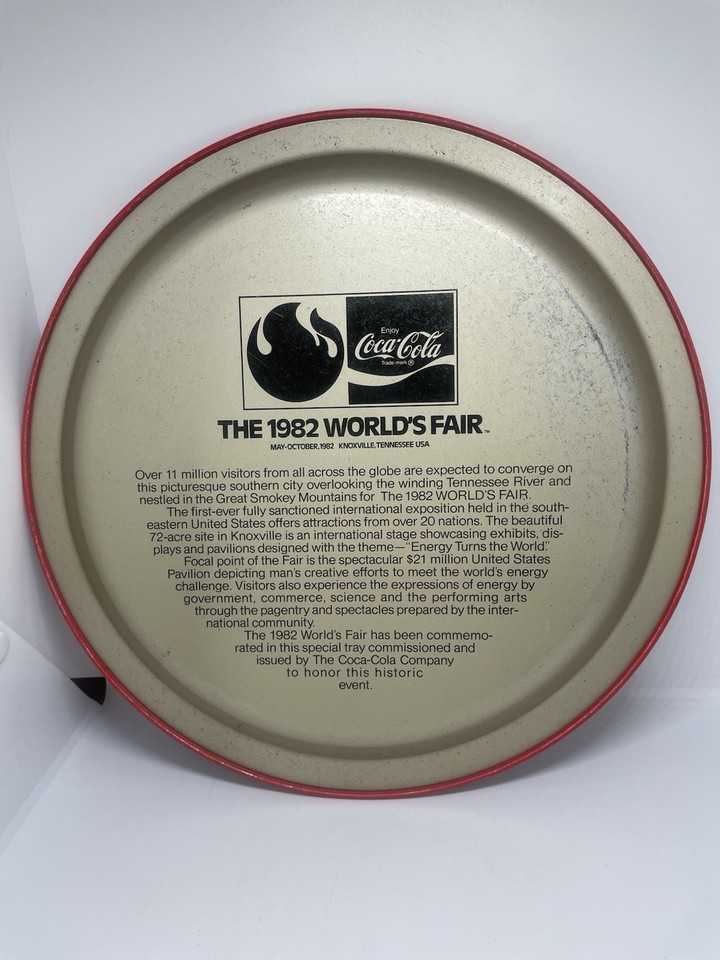 Enjoy
Coca-Cola
Trade-mark ®
THE 1982 WORLD'S FAIR™
MAY-OCTOBER, 1982 KNOXVILLE, TENNESSEE USA
Over 11 million visitors from all across the globe are expected to converge on
this picturesque southern city overlooking the winding Tennessee River and
nestled in the Great Smokey Mountains for The 1982 WORLD'S FAIR.
The first-ever fully sanctioned international exposition held in the south-
eastern United States offers attractions from over 20 nations. The beautiful
72-acre site in Knoxville is an international stage showcasing exhibits, dis-
plays and pavilions designed with the theme—"Energy Turns the World."
Focal point of the Fair is the spectacular $21 million United States
Pavilion depicting man's creative efforts to meet the world's energy
challenge. Visitors also experience the expressions of energy by
government, commerce, science and the performing arts
through the pagentry and spectacles prepared by the inter-
national community.
The 1982 World's Fair has been commemo-
rated in this special tray commissioned and
issued by The Coca-Cola Company
to honor this historic
event.